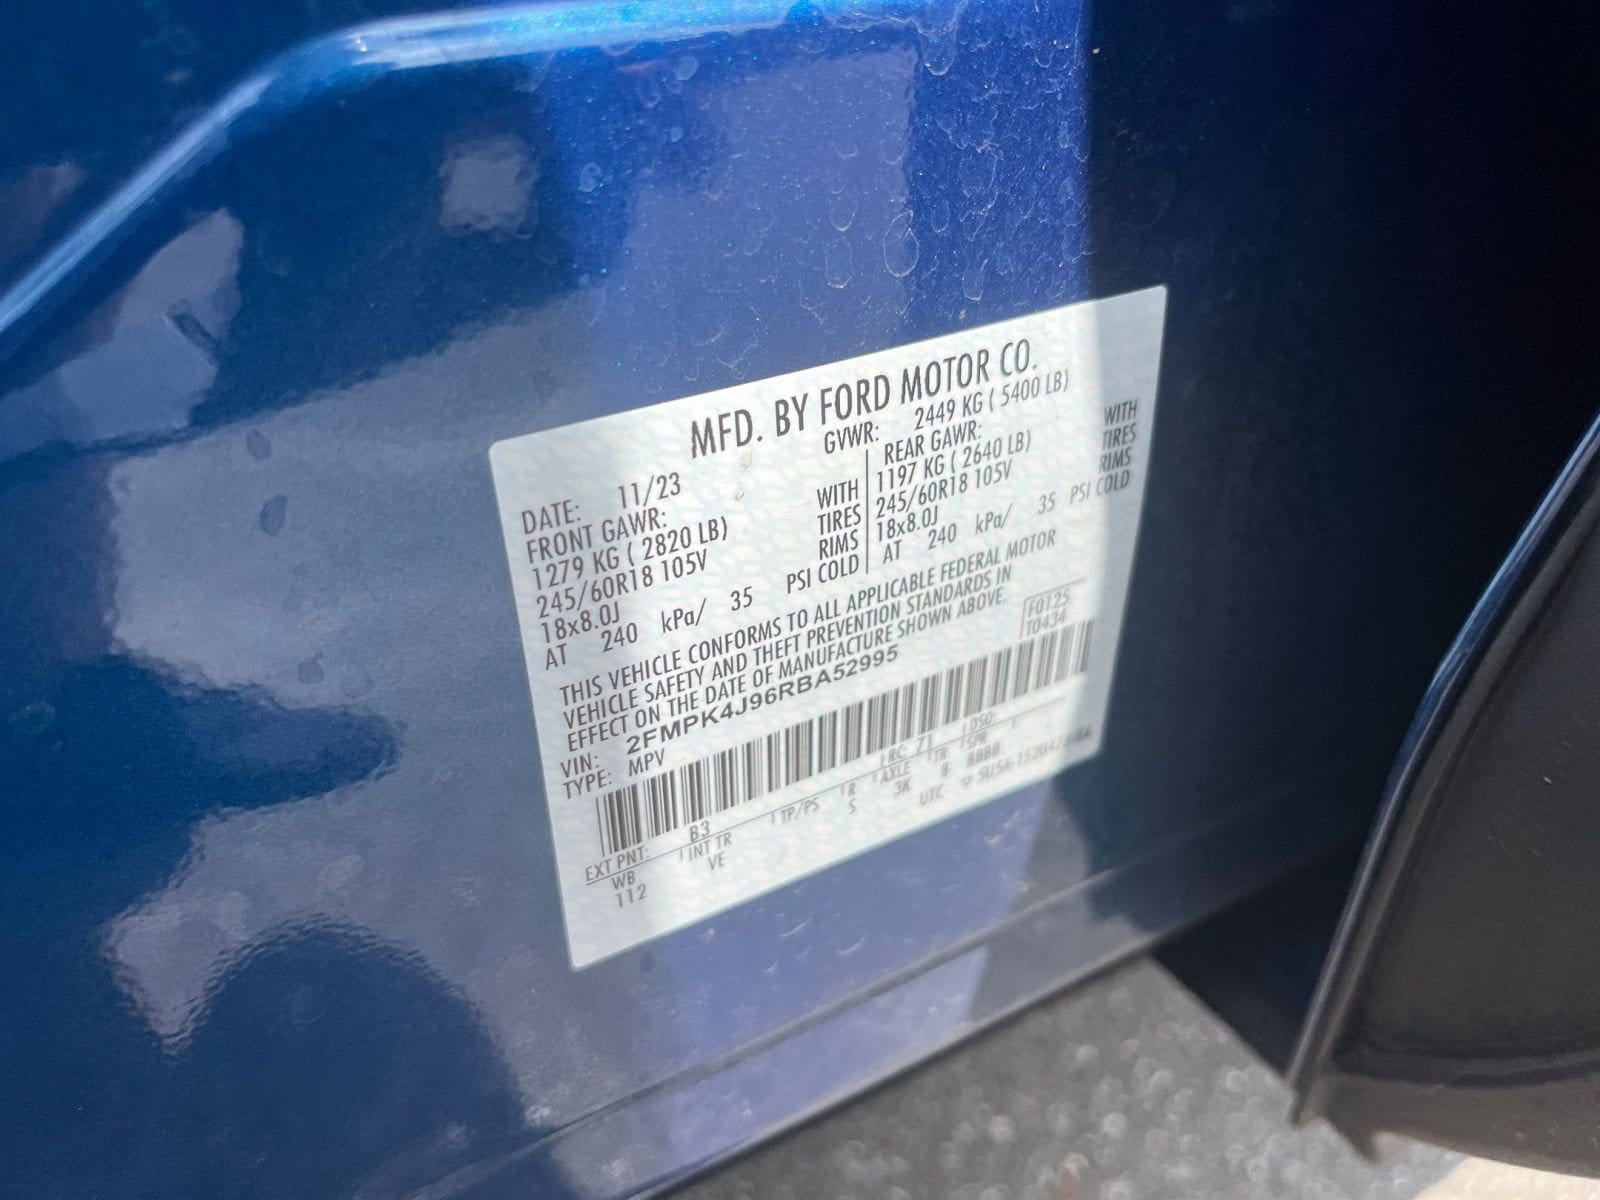 MFD. BY FORD MOTOR CO.
DATE: 11/23 GVWR: 2449 KG ( 5400 LB)
FRONT GAWR: REAR GAWR:
1279 KG ( 2820 LB) WITH 1197 KG ( 2640 LB) WITH
245/60R18 105V TIRES 245/60R18 105V TIRES
18x8.0J RIMS 18x8.0J RIMS
AT 240 kPa/ 35 PSI COLD AT 240 kPa/ 35 PSI COLD
THIS VEHICLE CONFORMS TO ALL APPLICABLE FEDERAL MOTOR
VEHICLE SAFETY AND THEFT PREVENTION STANDARDS IN
EFFECT ON THE DATE OF MANUFACTURE SHOWN ABOVE.
F0125
VIN: 2FMPK4J96RBA52995 T0434
TYPE: MPV
EXT PNT: B3 RC: 71 DSO:
WB INT TR TP/PS R AXLE TR SPR
112 VE S 3K 8 BBBB
UTC